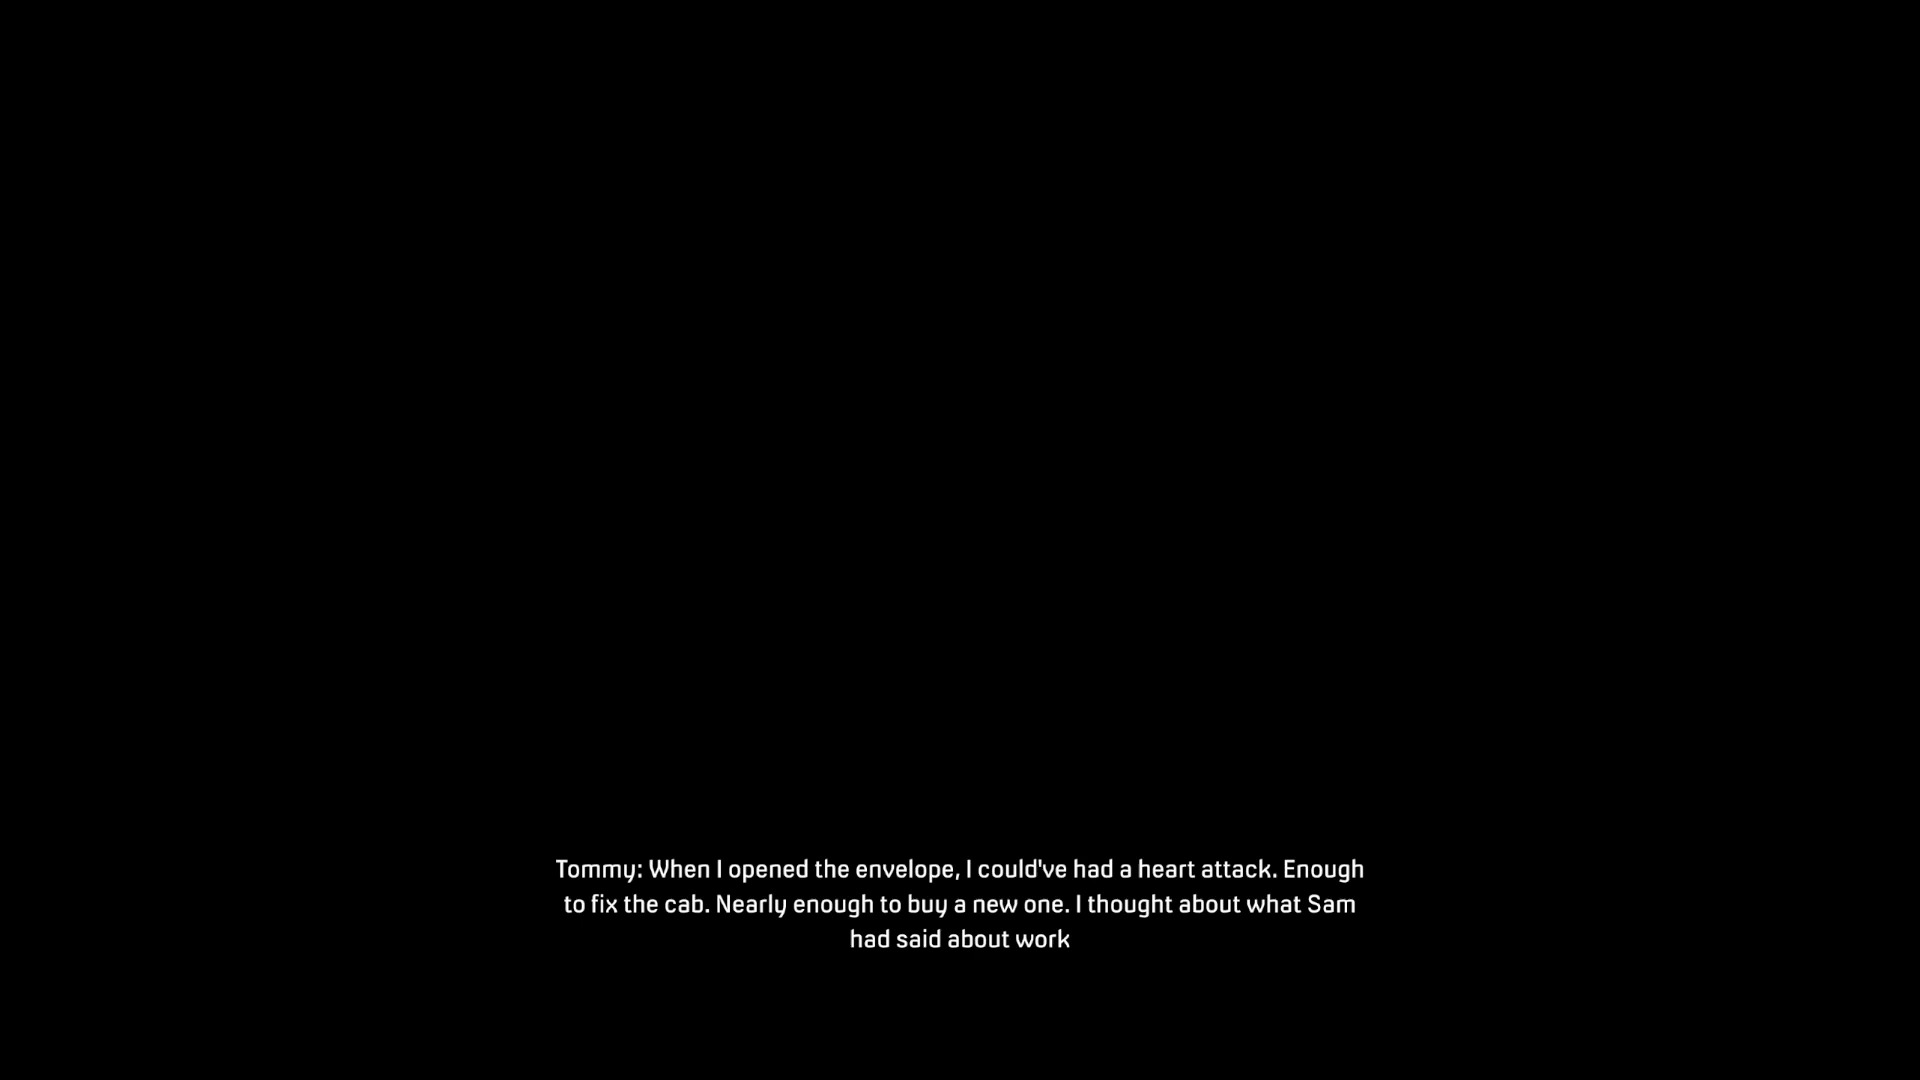 Tommy: When I opened the envelope, I could've had a heart attack. Enough
to fix the cab. Nearly enough to buy a new one. I thought about what Sam
had said about work